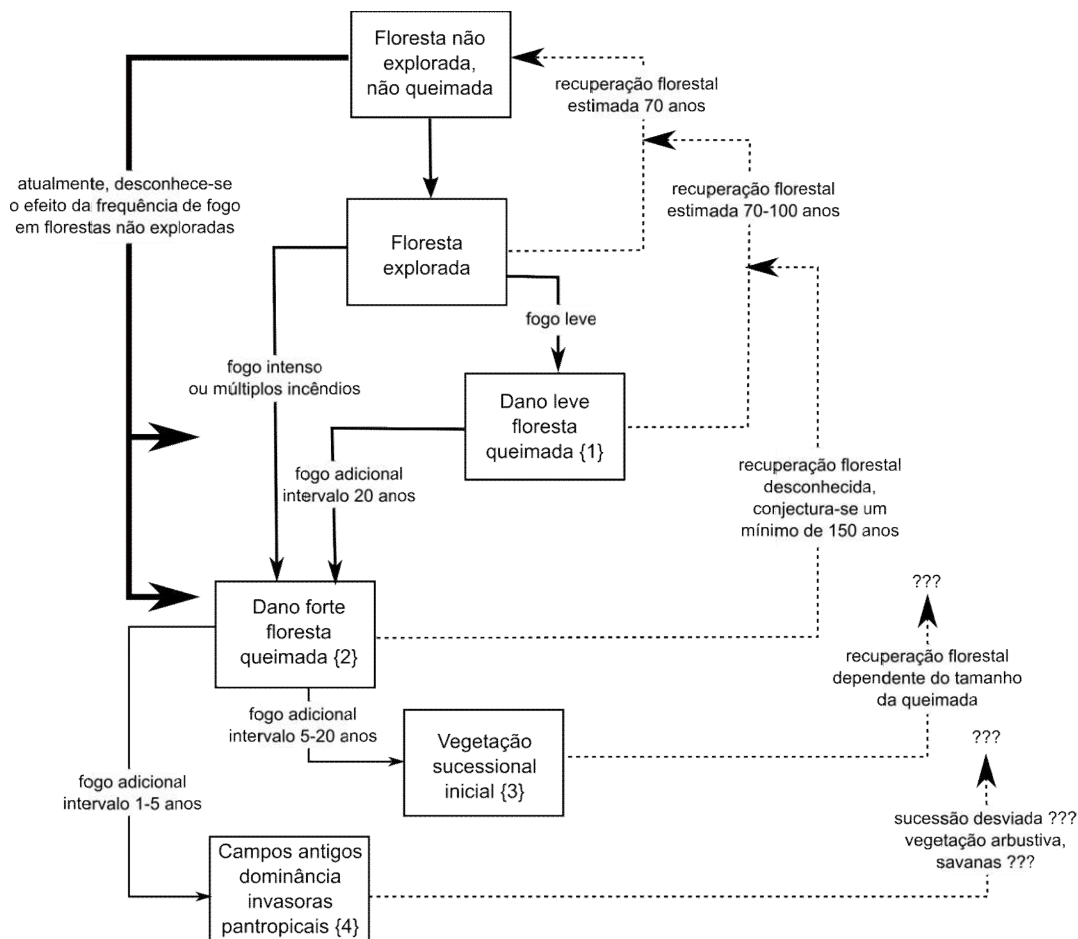 Floresta não
explorada,
não queimada
recuperação florestal
estimada 70 anos
atualmente, desconhece-se
o efeito da frequência de fogo
em florestas não exploradas
recuperação florestal
estimada 70-100 anos
Floresta
explorada
fogo leve
fogo intenso
ou múltiplos incêndios
Dano leve
floresta
queimada {1}
fogo adicional
intervalo 20 anos
recuperação florestal
desconhecida,
conjectura-se um
mínimo de 150 anos
Dano forte
floresta
queimada {2}
???
recuperação florestal
dependente do tamanho
da queimada
fogo adicional
intervalo 5-20 anos
Vegetação
sucessional
inicial {3}
???
fogo adicional
intervalo 1-5 anos
sucessão desviada ???
vegetação arbustiva,
savanas ???
Campos antigos
dominância
invasoras
pantropicais {4}